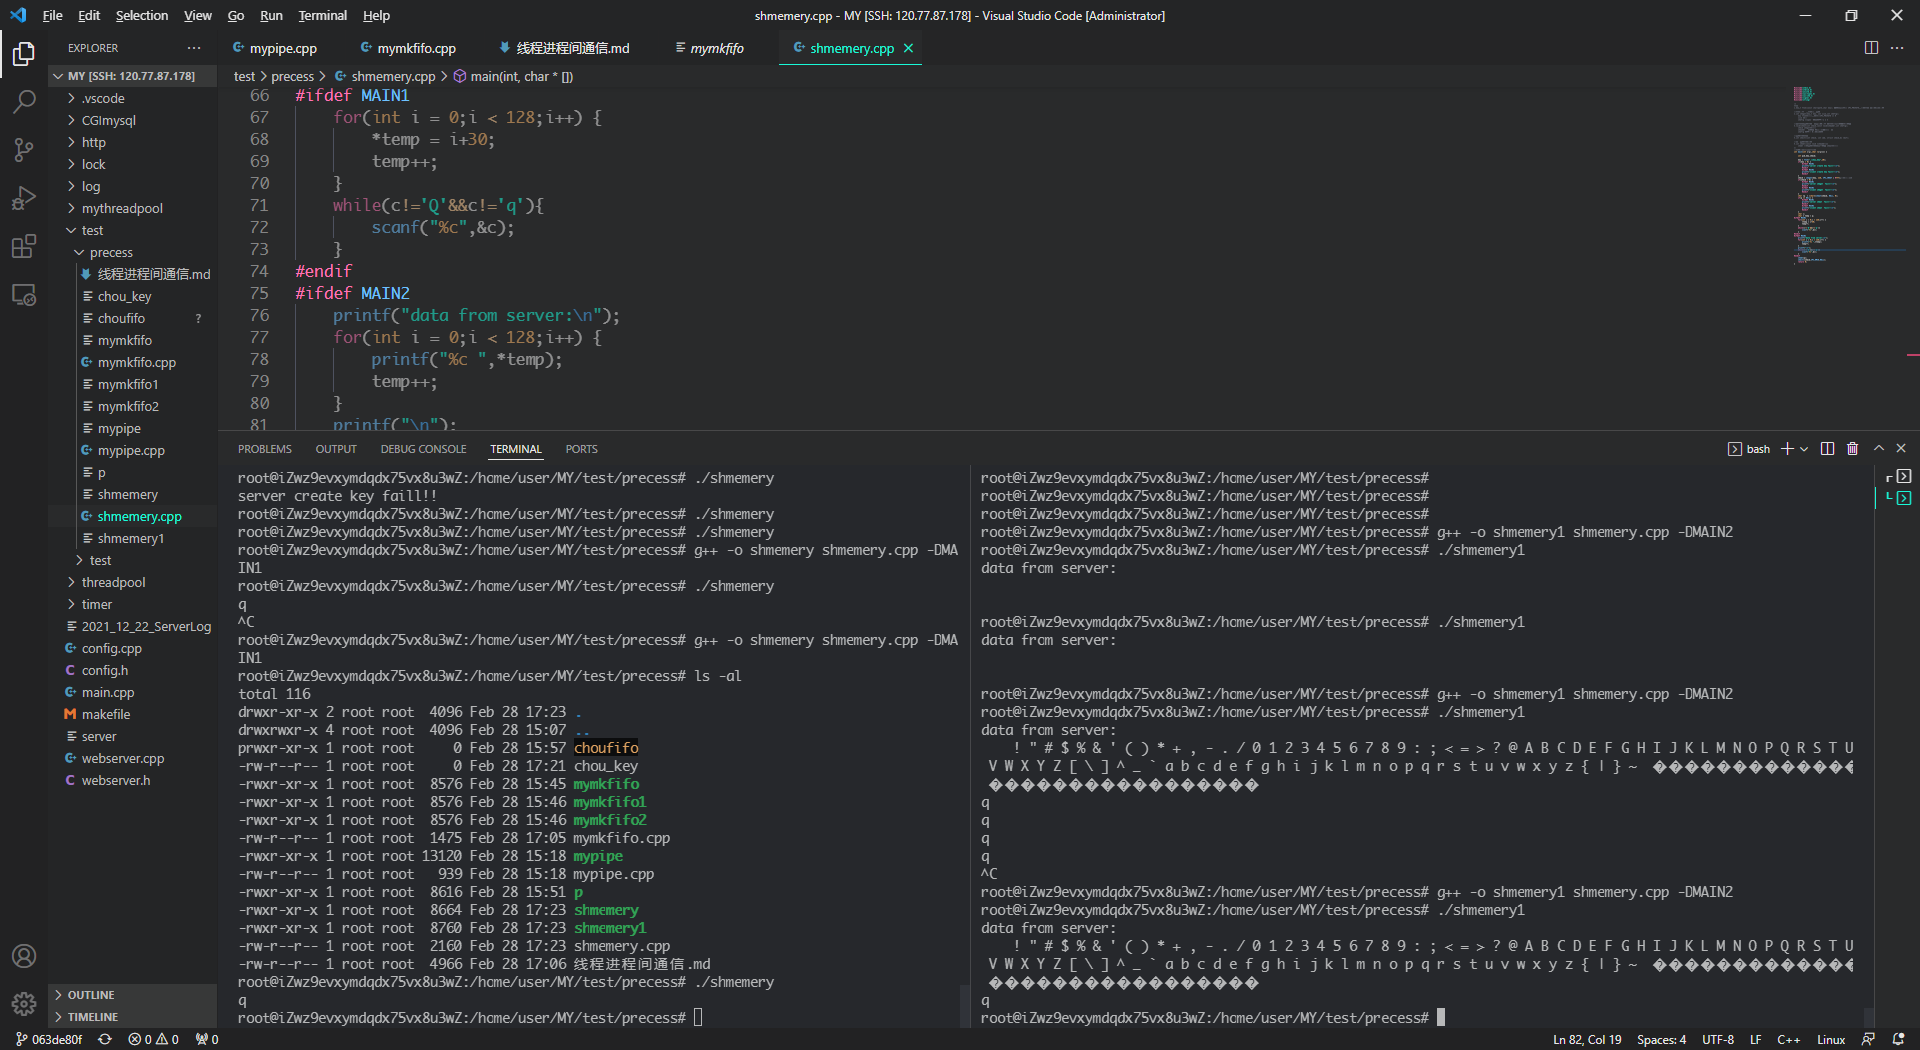 File Edit Selection View Go Run Terminal Help
shmemery.cpp - MY [SSH: 120.77.87.178] - Visual Studio Code [Administrator]
EXPLORER
MY [SSH: 120.77.87.178]
.vscode
CGImysql
http
lock
log
mythreadpool
test
precess
线程进程间通信.md
chou_key
choufifo ?
mymkfifo
mymkfifo.cpp
mymkfifo1
mymkfifo2
mypipe
mypipe.cpp
p
shmemery
shmemery.cpp
shmemery1
test
threadpool
timer
2021_12_22_ServerLog
config.cpp
config.h
main.cpp
makefile
server
webserver.cpp
webserver.h
OUTLINE
TIMELINE
mypipe.cpp mymkfifo.cpp 线程进程间通信.md mymkfifo shmemery.cpp
test > precess > shmemery.cpp > main(int, char * [])
66 #ifdef MAIN1
67 for(int i = 0;i < 128;i++) {
68 *temp = i+30;
69 temp++;
70 }
71 while(c!='Q'&&c!='q'){
72 scanf("%c",&c);
73 }
74 #endif
75 #ifdef MAIN2
76 printf("data from server:\n");
77 for(int i = 0;i < 128;i++) {
78 printf("%c ",*temp);
79 temp++;
80 }
81 printf("\n");
PROBLEMS OUTPUT DEBUG CONSOLE TERMINAL PORTS
bash
root@iZwz9evxymdqdx75vx8u3wZ:/home/user/MY/test/precess# ./shmemery
server create key faill!!
root@iZwz9evxymdqdx75vx8u3wZ:/home/user/MY/test/precess# ./shmemery
root@iZwz9evxymdqdx75vx8u3wZ:/home/user/MY/test/precess# ./shmemery
root@iZwz9evxymdqdx75vx8u3wZ:/home/user/MY/test/precess# g++ -o shmemery shmemery.cpp -DMA
IN1
root@iZwz9evxymdqdx75vx8u3wZ:/home/user/MY/test/precess# ./shmemery
q
^C
root@iZwz9evxymdqdx75vx8u3wZ:/home/user/MY/test/precess# g++ -o shmemery shmemery.cpp -DMA
IN1
root@iZwz9evxymdqdx75vx8u3wZ:/home/user/MY/test/precess# ls -al
total 116
drwxr-xr-x 2 root root 4096 Feb 28 17:23 .
drwxrwxr-x 4 root root 4096 Feb 28 15:07 ..
prwxr-xr-x 1 root root 0 Feb 28 15:57 choufifo
-rw-r--r-- 1 root root 0 Feb 28 17:21 chou_key
-rwxr-xr-x 1 root root 8576 Feb 28 15:45 mymkfifo
-rwxr-xr-x 1 root root 8576 Feb 28 15:46 mymkfifo1
-rwxr-xr-x 1 root root 8576 Feb 28 15:46 mymkfifo2
-rw-r--r-- 1 root root 1475 Feb 28 17:05 mymkfifo.cpp
-rwxr-xr-x 1 root root 13120 Feb 28 15:18 mypipe
-rw-r--r-- 1 root root 939 Feb 28 15:18 mypipe.cpp
-rwxr-xr-x 1 root root 8616 Feb 28 15:51 p
-rwxr-xr-x 1 root root 8664 Feb 28 17:23 shmemery
-rwxr-xr-x 1 root root 8760 Feb 28 17:23 shmemery1
-rw-r--r-- 1 root root 2160 Feb 28 17:23 shmemery.cpp
-rw-r--r-- 1 root root 4966 Feb 28 17:06 线程进程间通信.md
root@iZwz9evxymdqdx75vx8u3wZ:/home/user/MY/test/precess# ./shmemery
q
root@iZwz9evxymdqdx75vx8u3wZ:/home/user/MY/test/precess#
root@iZwz9evxymdqdx75vx8u3wZ:/home/user/MY/test/precess#
root@iZwz9evxymdqdx75vx8u3wZ:/home/user/MY/test/precess#
root@iZwz9evxymdqdx75vx8u3wZ:/home/user/MY/test/precess#
root@iZwz9evxymdqdx75vx8u3wZ:/home/user/MY/test/precess# g++ -o shmemery1 shmemery.cpp -DMAIN2
root@iZwz9evxymdqdx75vx8u3wZ:/home/user/MY/test/precess# ./shmemery1
data from server:
root@iZwz9evxymdqdx75vx8u3wZ:/home/user/MY/test/precess# ./shmemery1
data from server:
root@iZwz9evxymdqdx75vx8u3wZ:/home/user/MY/test/precess# g++ -o shmemery1 shmemery.cpp -DMAIN2
root@iZwz9evxymdqdx75vx8u3wZ:/home/user/MY/test/precess# ./shmemery1
data from server:
! " # $ % & ' ( ) * + , - . / 0 1 2 3 4 5 6 7 8 9 : ; < = > ? @ A B C D E F G H I J K L M N O P Q R S T U
V W X Y Z [ \ ] ^ _ ` a b c d e f g h i j k l m n o p q r s t u v w x y z { | } ~ �������������
�����������������
q
q
q
q
^C
root@iZwz9evxymdqdx75vx8u3wZ:/home/user/MY/test/precess# g++ -o shmemery1 shmemery.cpp -DMAIN2
root@iZwz9evxymdqdx75vx8u3wZ:/home/user/MY/test/precess# ./shmemery1
data from server:
! " # $ % & ' ( ) * + , - . / 0 1 2 3 4 5 6 7 8 9 : ; < = > ? @ A B C D E F G H I J K L M N O P Q R S T U
V W X Y Z [ \ ] ^ _ ` a b c d e f g h i j k l m n o p q r s t u v w x y z { | } ~ �������������
�����������������
q
root@iZwz9evxymdqdx75vx8u3wZ:/home/user/MY/test/precess#
063de80f 0 0 0 Ln 82, Col 19 Spaces: 4 UTF-8 LF C++ Linux